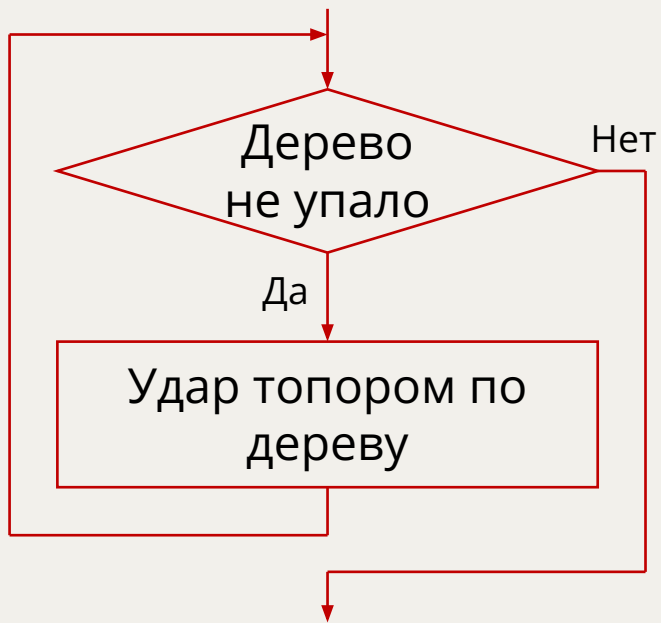 Дерево
не упало
Нет
Да
Удар топором по
дереву